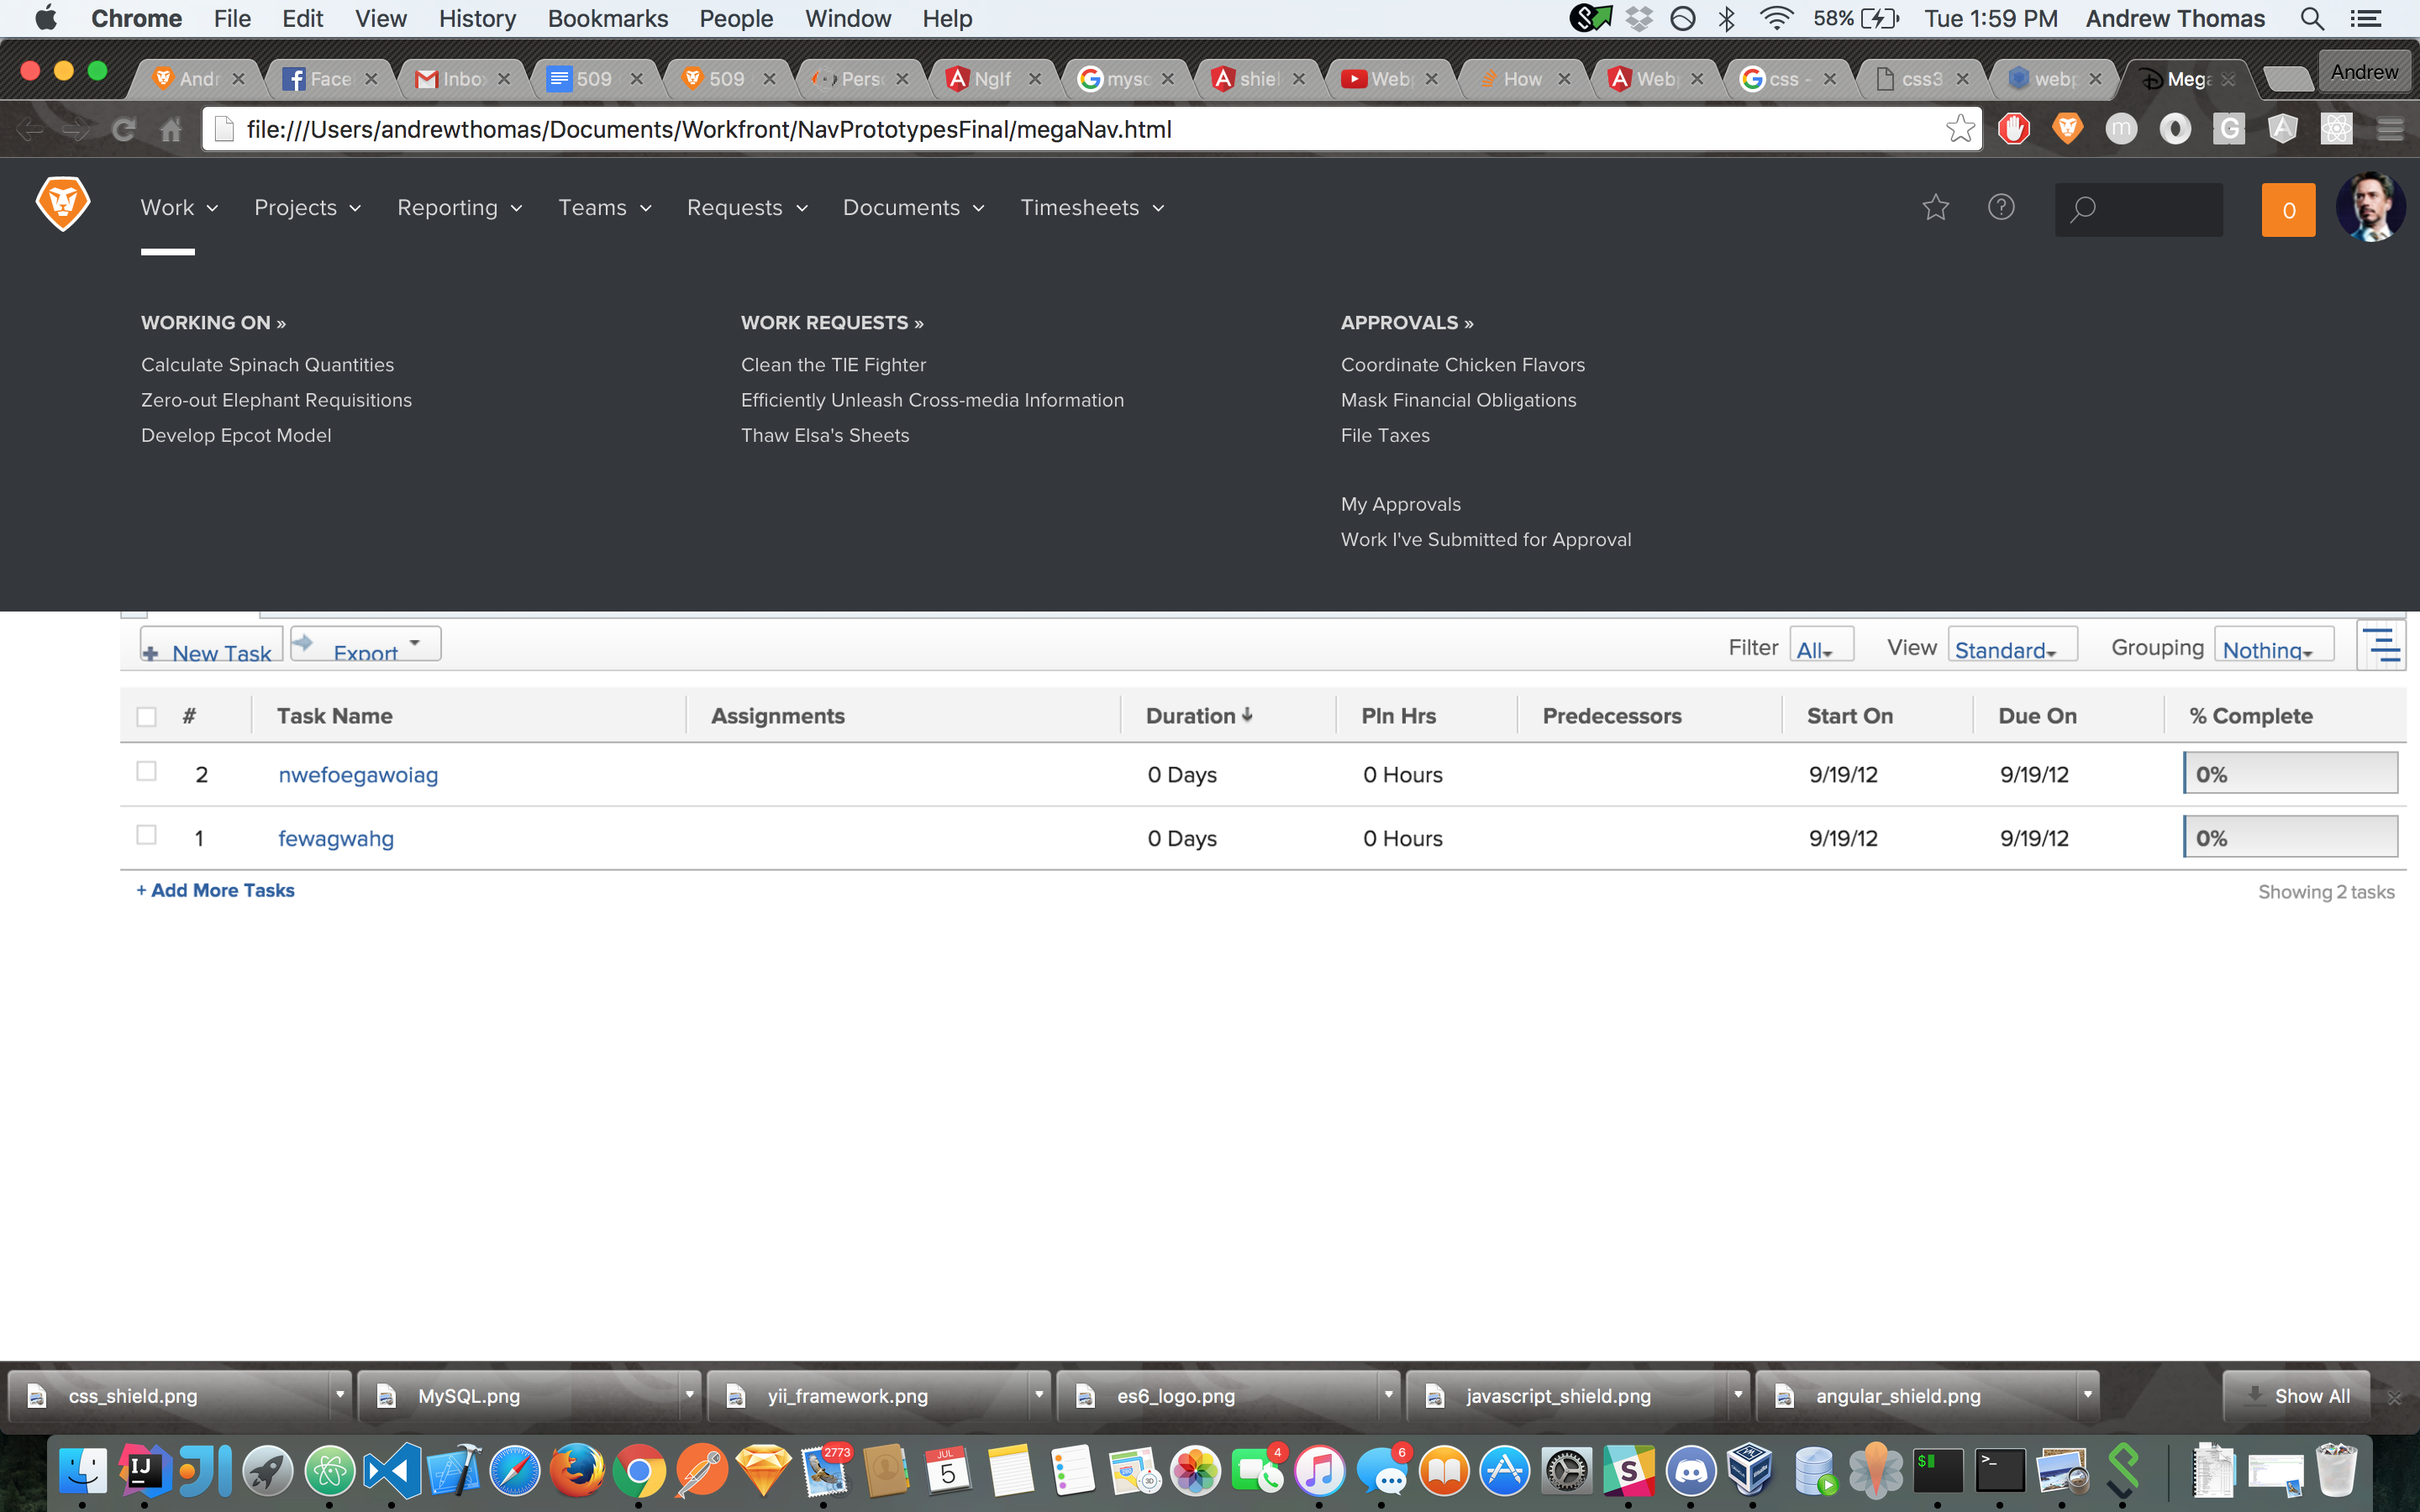 Chrome File Edit View History Bookmarks People Window Help 58% Tue 1:59 PM Andrew Thomas
Andr Face Inbo 509 509 Pers NgIf mysc shiel Web How Web css - css3 webp Mega Andrew
file:///Users/andrewthomas/Documents/Workfront/NavPrototypesFinal/megaNav.html
Work Projects Reporting Teams Requests Documents Timesheets 0
WORKING ON » WORK REQUESTS » APPROVALS »
Calculate Spinach Quantities Clean the TIE Fighter Coordinate Chicken Flavors
Zero-out Elephant Requisitions Efficiently Unleash Cross-media Information Mask Financial Obligations
Develop Epcot Model Thaw Elsa's Sheets File Taxes
My Approvals
Work I've Submitted for Approval
New Task Export Filter All View Standard Grouping Nothing
# Task Name Assignments Duration Pln Hrs Predecessors Start On Due On % Complete
2 nwefoegawoiag 0 Days 0 Hours 9/19/12 9/19/12 0%
1 fewagwahg 0 Days 0 Hours 9/19/12 9/19/12 0%
+ Add More Tasks Showing 2 tasks
css_shield.png MySQL.png yii_framework.png es6_logo.png javascript_shield.png angular_shield.png Show All
IJ 2773 JUL 5 4 6 S $ >_